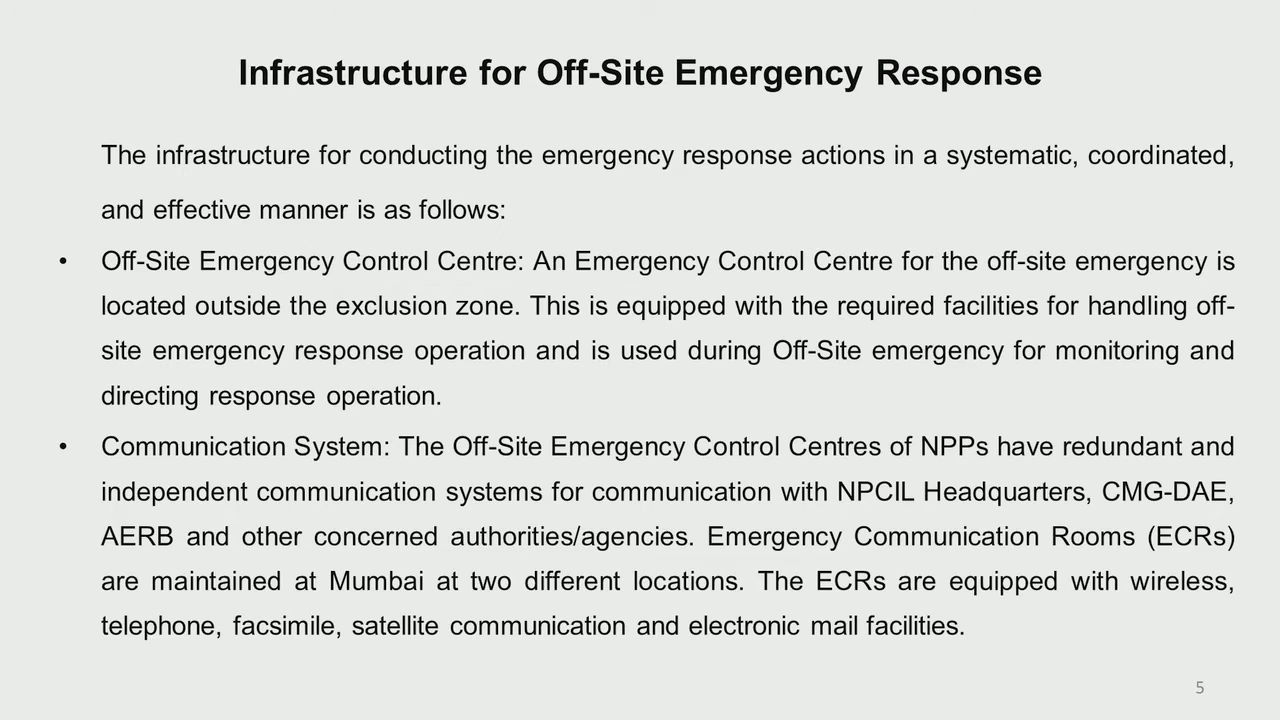 Infrastructure for Off-Site Emergency Response
The infrastructure for conducting the emergency response actions in a systematic, coordinated,
and effective manner is as follows:
• Off-Site Emergency Control Centre: An Emergency Control Centre for the off-site emergency is
located outside the exclusion zone. This is equipped with the required facilities for handling off-
site emergency response operation and is used during Off-Site emergency for monitoring and
directing response operation.
• Communication System: The Off-Site Emergency Control Centres of NPPs have redundant and
independent communication systems for communication with NPCIL Headquarters, CMG-DAE,
AERB and other concerned authorities/agencies. Emergency Communication Rooms (ECRs)
are maintained at Mumbai at two different locations. The ECRs are equipped with wireless,
telephone, facsimile, satellite communication and electronic mail facilities.
5